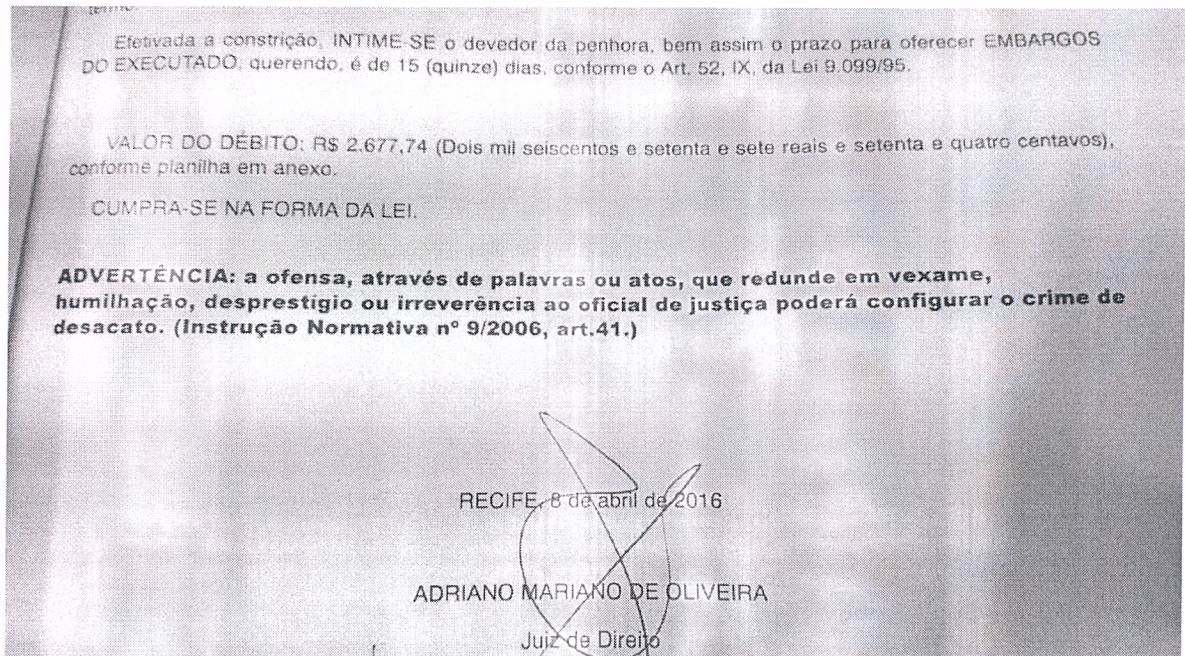 termo.
Efetivada a constrição, INTIME-SE o devedor da penhora, bem assim o prazo para oferecer EMBARGOS
DO EXECUTADO, querendo, é de 15 (quinze) dias, conforme o Art. 52, IX, da Lei 9.099/95.
VALOR DO DÉBITO: R$ 2.677,74 (Dois mil seiscentos e setenta e sete reais e setenta e quatro centavos),
conforme planilha em anexo.
CUMPRA-SE NA FORMA DA LEI.
ADVERTÊNCIA: a ofensa, através de palavras ou atos, que redunde em vexame,
humilhação, desprestígio ou irreverência ao oficial de justiça poderá configurar o crime de
desacato. (Instrução Normativa nº 9/2006, art.41.)
RECIFE, 8 de abril de 2016
ADRIANO MARIANO DE OLIVEIRA
Juiz de Direito